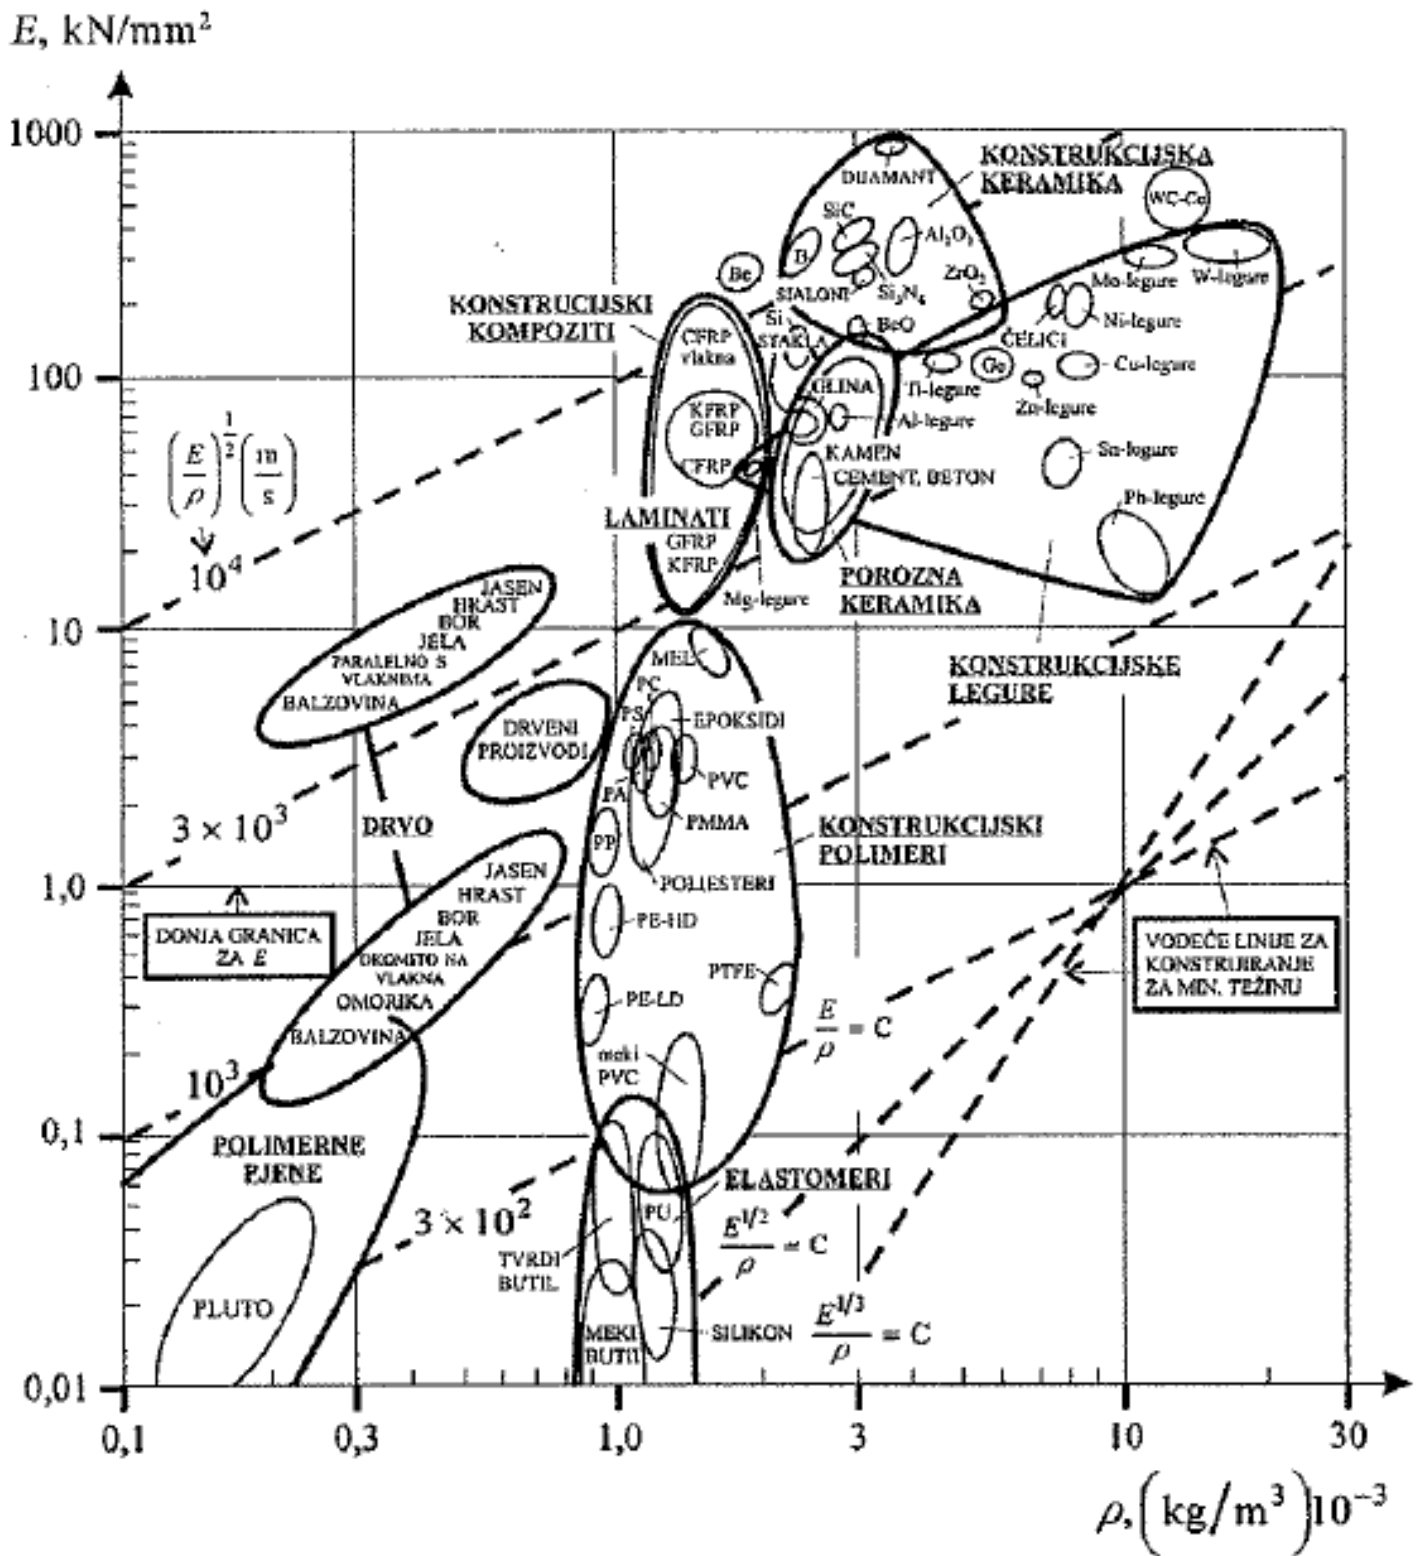 E, kN/mm²
1000
100
10
1,0
0,1
0,01
KONSTRUKCIJSKA
KERAMIKA
DIJAMANT
WC-Co
SiC
B
Al₂O₃
Be
SIALONI
Si₃N₄
ZrO₂
Mo-legure
W-legure
KONSTRUCIJSKI
KOMPOZITI
Si
STAKLA
BeO
ČELICI
Ni-legure
CFRP
vlakna
GLINA
Ti-legure
Ge
Cu-legure
Zn-legure
KFRP
GFRP
Al-legure
CFRP
KAMEN
CEMENT, BETON
Sn-legure
Pb-legure
LAMINATI
GFRP
KFRP
Mg-legure
POROZNA
KERAMIKA
(E/ρ)^1/2 (m/s)
10⁴
JASEN
HRAST
BOR
JELA
PARALELNO S
VLAKNIMA
BALZOVINA
DRVENI
PROIZVODI
MEL
PC
PS
EPOKSIDI
PVC
PA
PMMA
PP
POLIESTERI
KONSTRUKCIJSKE
LEGURE
3 × 10³
DRVO
KONSTRUKCIJSKI
POLIMERI
DONJA GRANICA
ZA E
JASEN
HRAST
BOR
JELA
OKOMITO NA
VLAKNA
OMORIKA
BALZOVINA
PE-HD
PE-LD
PTFE
meki
PVC
VODEĆE LINIJE ZA
KONSTRUIRANJE
ZA MIN. TEŽINU
E/ρ = C
10³
POLIMERNE
PJENE
3 × 10²
PLUTO
ELASTOMERI
PU
TVRDI
BUTIL
MEKI
BUTIL
SILIKON
E^1/2/ρ = C
E^1/3/ρ = C
0,1
0,3
1,0
3
10
30
ρ, (kg/m³)10⁻³